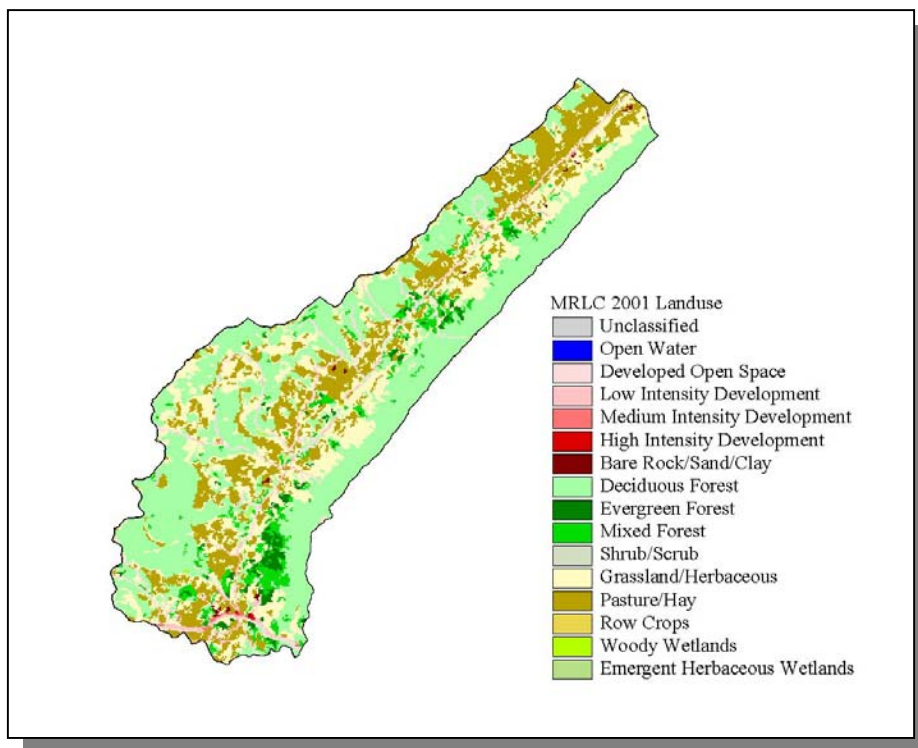 MRLC 2001 Landuse
Unclassified
Open Water
Developed Open Space
Low Intensity Development
Medium Intensity Development
High Intensity Development
Bare Rock/Sand/Clay
Deciduous Forest
Evergreen Forest
Mixed Forest
Shrub/Scrub
Grassland/Herbaceous
Pasture/Hay
Row Crops
Woody Wetlands
Emergent Herbaceous Wetlands